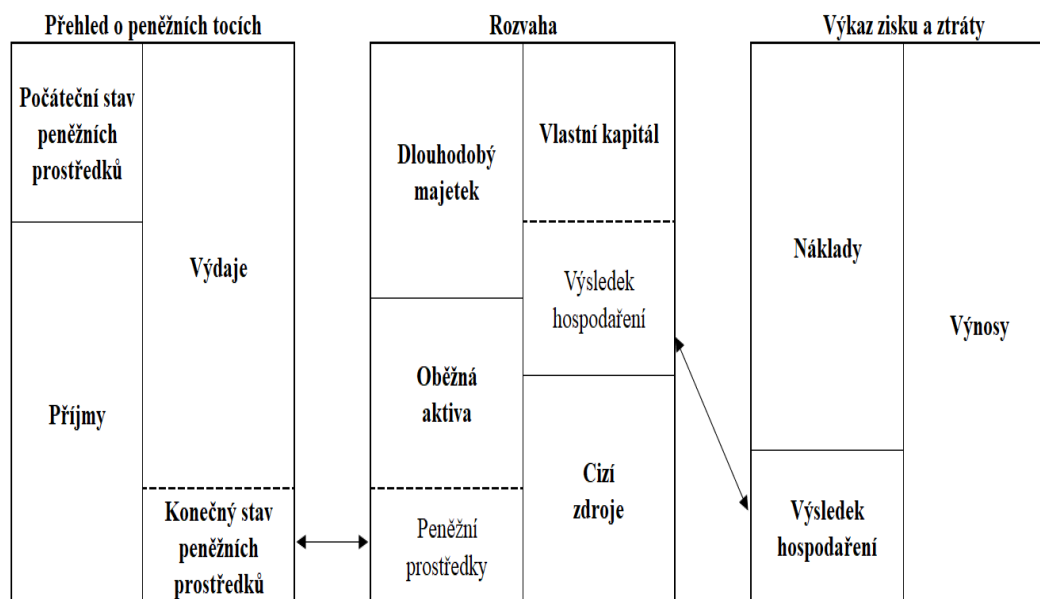 Přehled o peněžních tocích
Počáteční stav
peněžních
prostředků
Příjmy
Výdaje
Konečný stav
peněžních
prostředků
Rozvaha
Dlouhodobý
majetek
Oběžná
aktiva
Peněžní
prostředky
Vlastní kapitál
Výsledek
hospodaření
Cizí
zdroje
Výkaz zisku a ztráty
Náklady
Výsledek
hospodaření
Výnosy